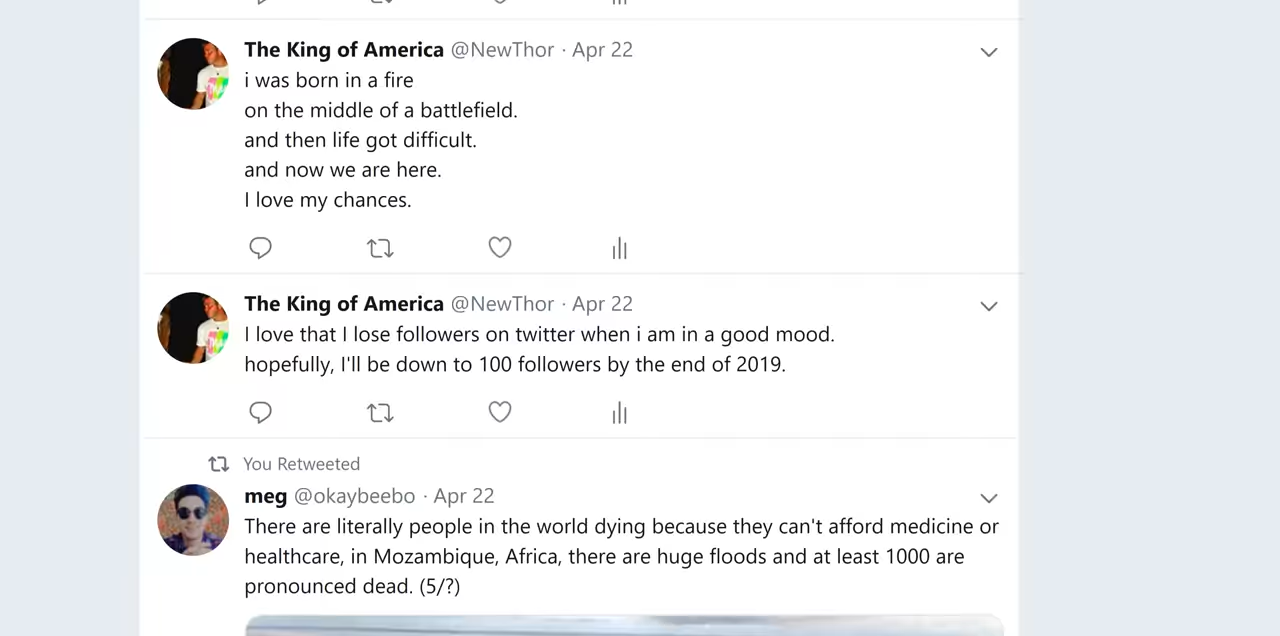 The King of America @NewThor · Apr 22
i was born in a fire
on the middle of a battlefield.
and then life got difficult.
and now we are here.
I love my chances.
The King of America @NewThor · Apr 22
I love that I lose followers on twitter when i am in a good mood.
hopefully, I'll be down to 100 followers by the end of 2019.
You Retweeted
meg @okaybeebo · Apr 22
There are literally people in the world dying because they can't afford medicine or
healthcare, in Mozambique, Africa, there are huge floods and at least 1000 are
pronounced dead. (5/?)